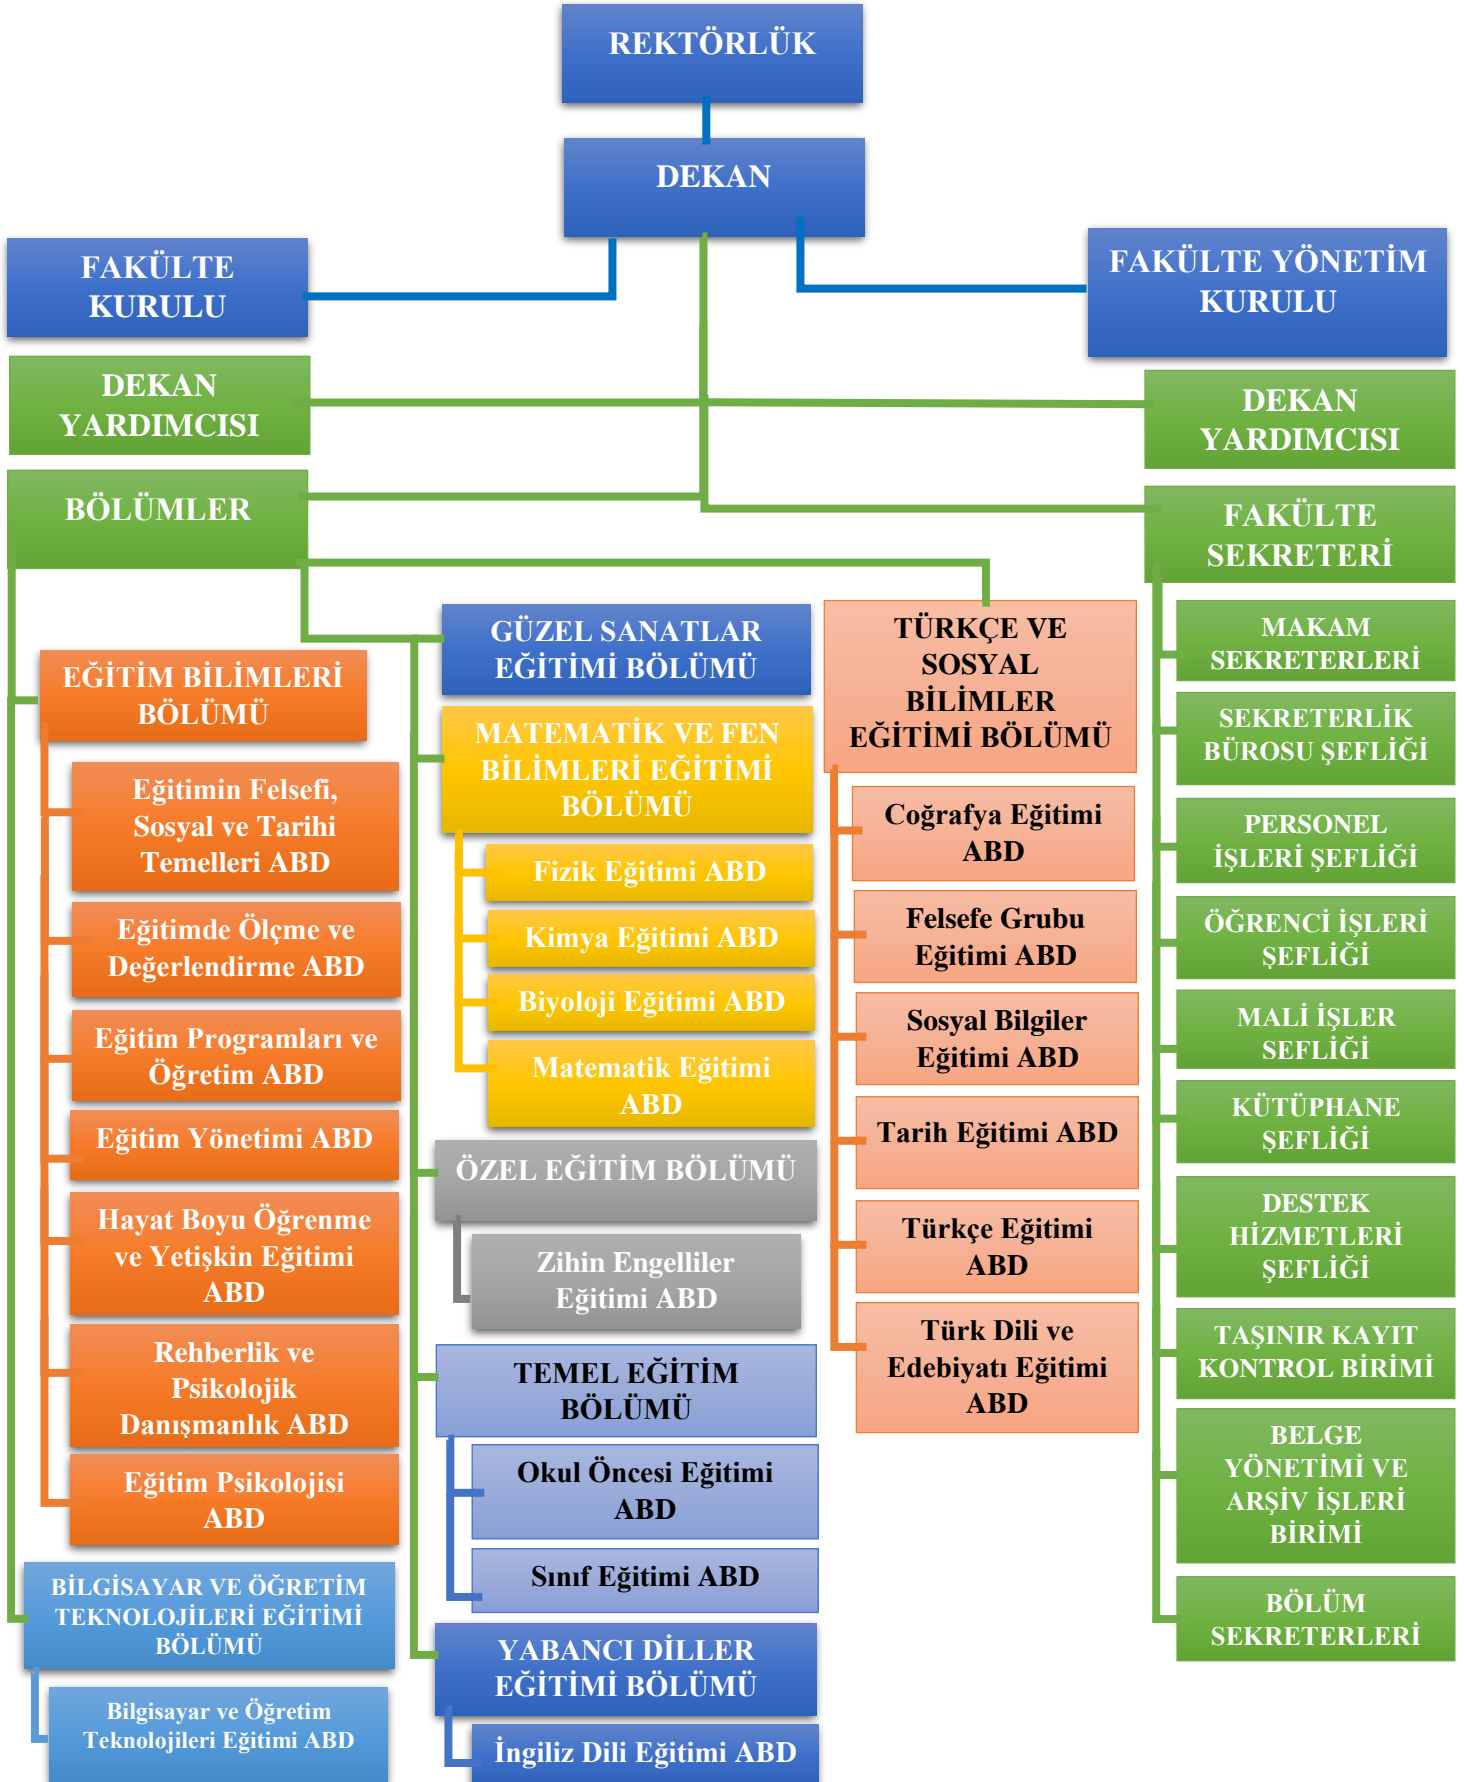 REKTÖRLÜK
DEKAN
FAKÜLTE
KURULU
FAKÜLTE YÖNETİM
KURULU
DEKAN
YARDIMCISI
DEKAN
YARDIMCISI
BÖLÜMLER
FAKÜLTE
SEKRETERİ
EĞİTİM BİLİMLERİ
BÖLÜMÜ
Eğitimin Felsefi,
Sosyal ve Tarihi
Temelleri ABD
Eğitimde Ölçme ve
Değerlendirme ABD
Eğitim Programları ve
Öğretim ABD
Eğitim Yönetimi ABD
Hayat Boyu Öğrenme
ve Yetişkin Eğitimi
ABD
Rehberlik ve
Psikolojik
Danışmanlık ABD
Eğitim Psikolojisi
ABD
BİLGİSAYAR VE ÖĞRETİM
TEKNOLOJİLERİ EĞİTİMİ
BÖLÜMÜ
Bilgisayar ve Öğretim
Teknolojileri Eğitimi ABD
GÜZEL SANATLAR
EĞİTİMİ BÖLÜMÜ
MATEMATİK VE FEN
BİLİMLERİ EĞİTİMİ
BÖLÜMÜ
Fizik Eğitimi ABD
Kimya Eğitimi ABD
Biyoloji Eğitimi ABD
Matematik Eğitimi
ABD
ÖZEL EĞİTİM BÖLÜMÜ
Zihin Engelliler
Eğitimi ABD
TEMEL EĞİTİM
BÖLÜMÜ
Okul Öncesi Eğitimi
ABD
Sınıf Eğitimi ABD
YABANCI DİLLER
EĞİTİMİ BÖLÜMÜ
İngiliz Dili Eğitimi ABD
TÜRKÇE VE
SOSYAL
BİLİMLER
EĞİTİMİ BÖLÜMÜ
Coğrafya Eğitimi
ABD
Felsefe Grubu
Eğitimi ABD
Sosyal Bilgiler
Eğitimi ABD
Tarih Eğitimi ABD
Türkçe Eğitimi
ABD
Türk Dili ve
Edebiyatı Eğitimi
ABD
MAKAM
SEKRETERLERİ
SEKRETERLİK
BÜROSU ŞEFLİĞİ
PERSONEL
İŞLERİ ŞEFLİĞİ
ÖĞRENCİ İŞLERİ
ŞEFLİĞİ
MALİ İŞLER
SEFLİĞİ
KÜTÜPHANE
ŞEFLİĞİ
DESTEK
HİZMETLERİ
ŞEFLİĞİ
TAŞINIR KAYIT
KONTROL BİRİMİ
BELGE
YÖNETİMİ VE
ARŞİV İŞLERİ
BİRİMİ
BÖLÜM
SEKRETERLERİ